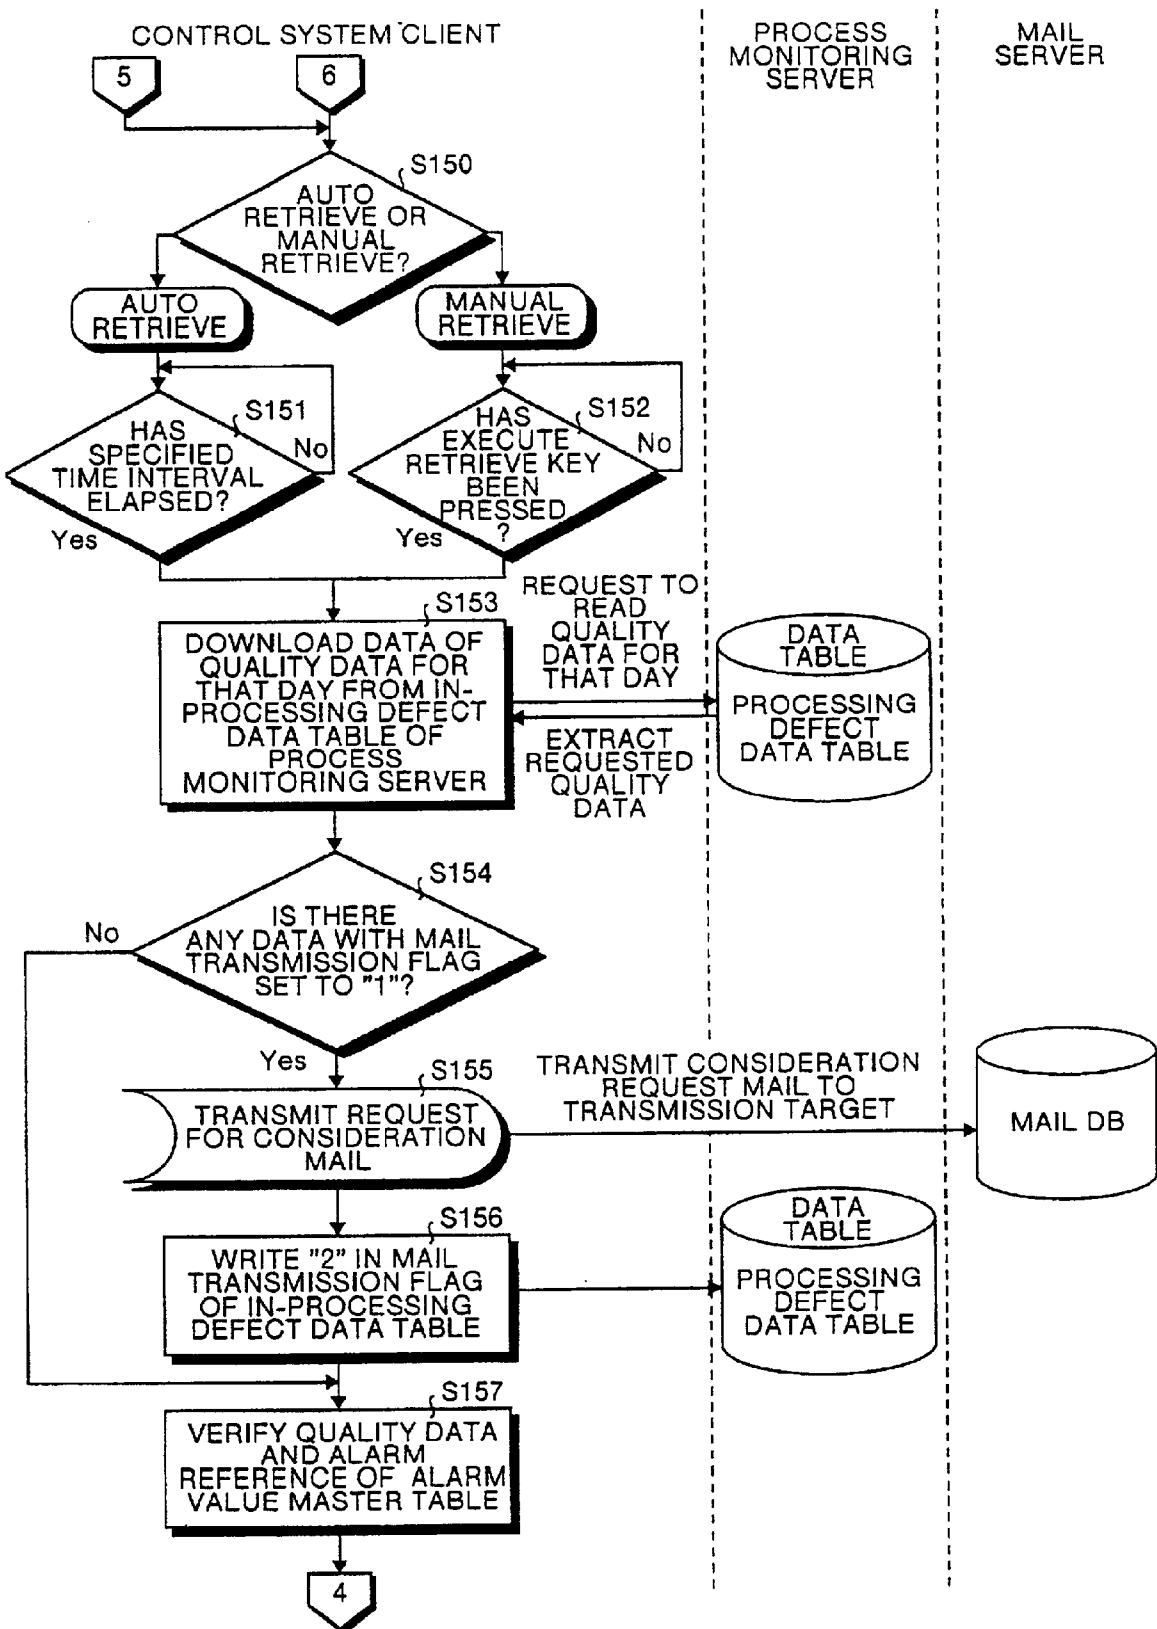 CONTROL SYSTEM CLIENT
PROCESS
MONITORING
SERVER
MAIL
SERVER
5
6
S150
AUTO
RETRIEVE OR
MANUAL
RETRIEVE?
AUTO
RETRIEVE
MANUAL
RETRIEVE
S151
HAS
SPECIFIED
TIME INTERVAL
ELAPSED?
No
Yes
S152
HAS
EXECUTE
RETRIEVE KEY
BEEN
PRESSED
?
No
Yes
S153
DOWNLOAD DATA OF
QUALITY DATA FOR
THAT DAY FROM IN-
PROCESSING DEFECT
DATA TABLE OF
PROCESS
MONITORING SERVER
REQUEST TO
READ
QUALITY
DATA FOR
THAT DAY
EXTRACT
REQUESTED
QUALITY
DATA
DATA
TABLE
PROCESSING
DEFECT
DATA TABLE
S154
IS THERE
ANY DATA WITH MAIL
TRANSMISSION FLAG
SET TO "1"?
No
Yes
S155
TRANSMIT REQUEST
FOR CONSIDERATION
MAIL
TRANSMIT CONSIDERATION
REQUEST MAIL TO
TRANSMISSION TARGET
MAIL DB
S156
WRITE "2" IN MAIL
TRANSMISSION FLAG
OF IN-PROCESSING
DEFECT DATA TABLE
DATA
TABLE
PROCESSING
DEFECT
DATA TABLE
S157
VERIFY QUALITY DATA
AND ALARM
REFERENCE OF ALARM
VALUE MASTER TABLE
4